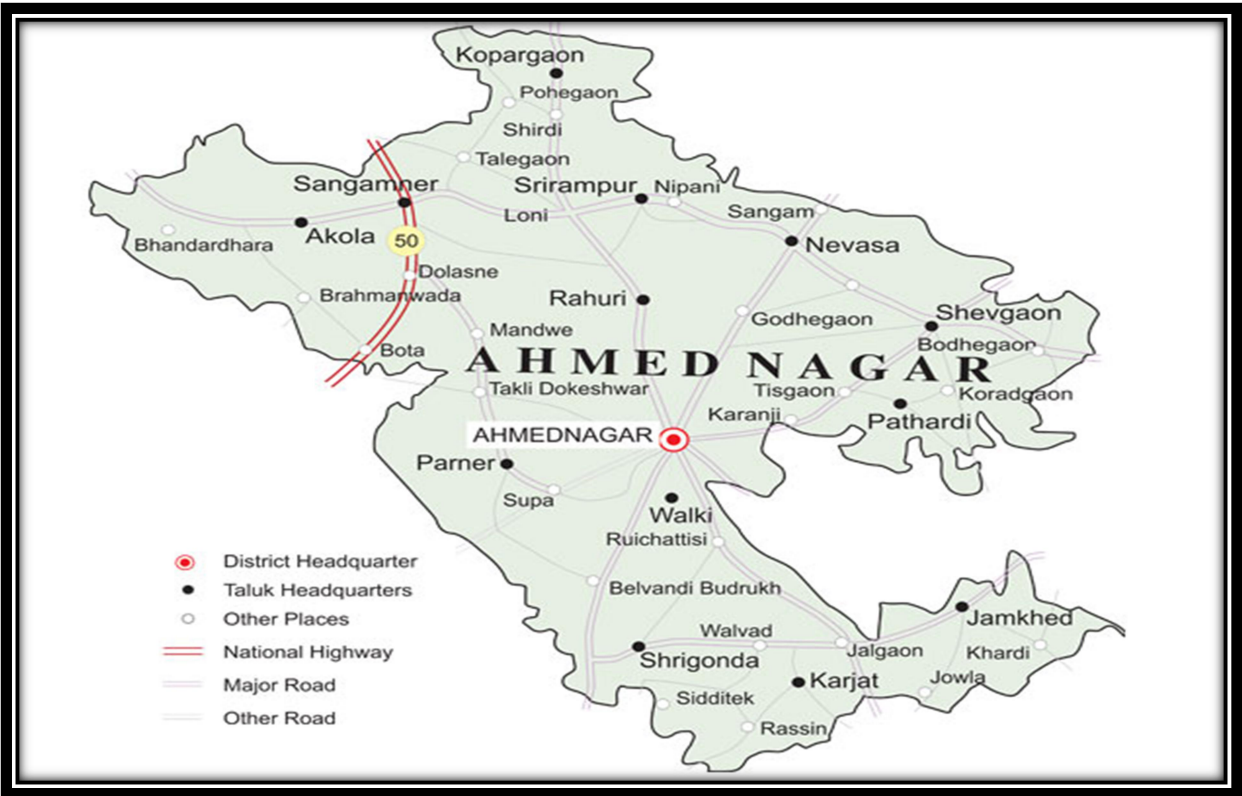 Kopargaon
Pohegaon
Shirdi
Talegaon
Sangamner
Srirampur
Nipani
Loni
Sangam
Akola
50
Nevasa
Bhandardhara
Dolasne
Brahmanwada
Rahuri
Godhegaon
Shevgaon
Mandwe
Bodhegaon
Bota
AHMED NAGAR
Takli Dokeshwar
Tisgaon
Koradgaon
Karanji
Pathardi
AHMEDNAGAR
Parner
Supa
Walki
Ruichattisi
District Headquarter
Belvandi Budrukh
Taluk Headquarters
Jamkhed
Other Places
Walvad
Jalgaon
Khardi
National Highway
Shrigonda
Karjat
Jowla
Major Road
Sidditek
Other Road
Rassin